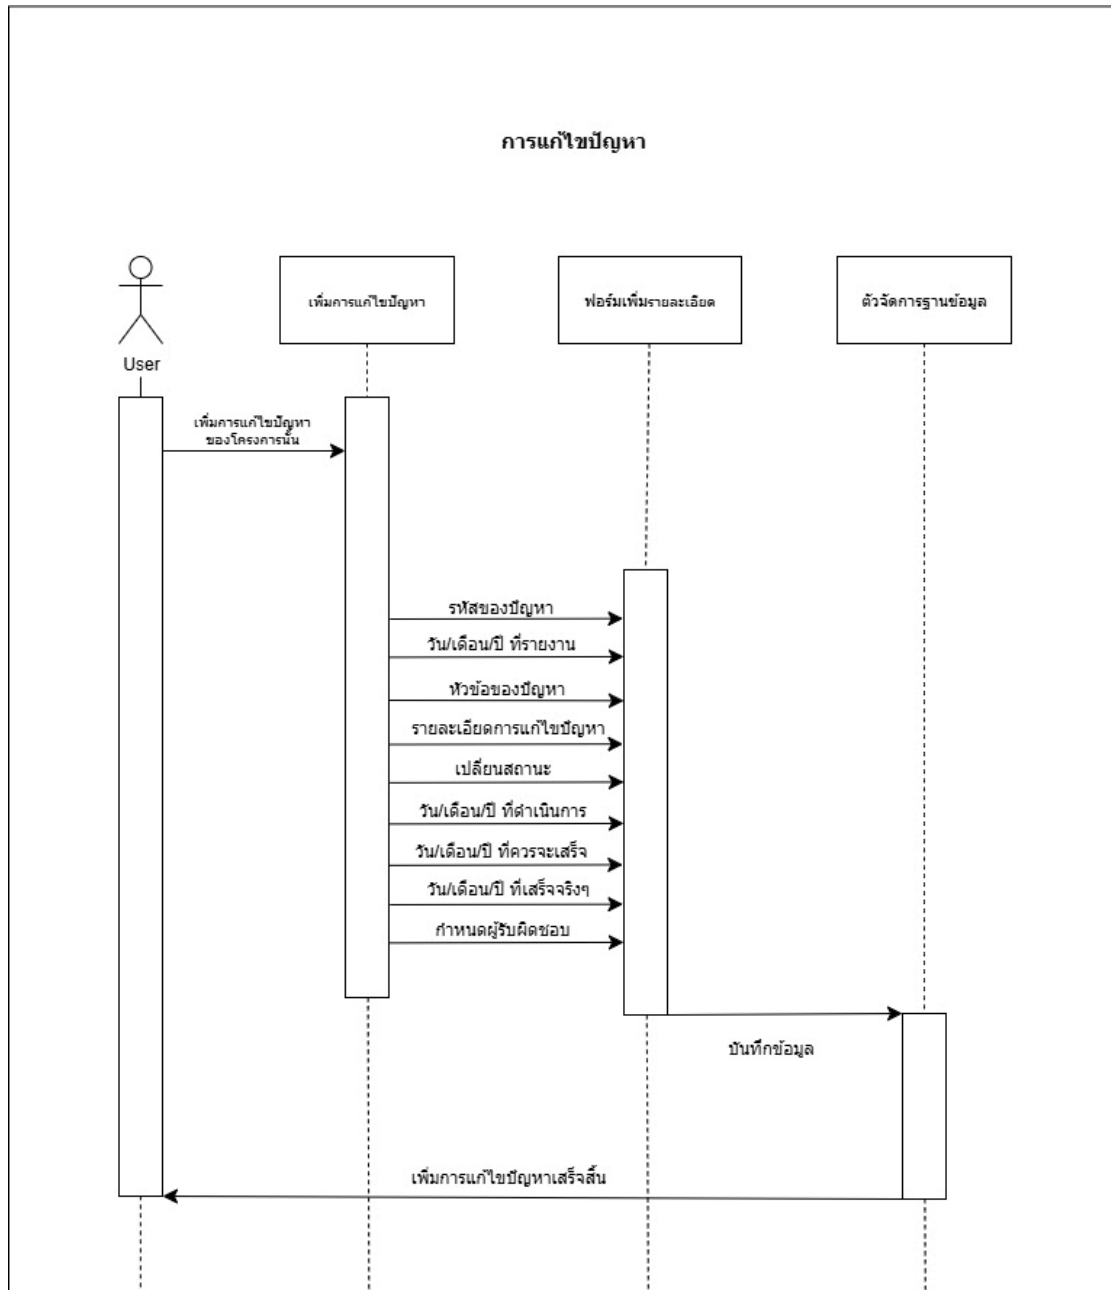 การแก้ไขปัญหา
เพิ่มการแก้ไขปัญหา
ฟอร์มเพิ่มรายละเอียด
ตัวจัดการฐานข้อมูล
User
เพิ่มการแก้ไขปัญหา
ของโครงการนั้น
รหัสของปัญหา
วัน/เดือน/ปี ที่รายงาน
หัวข้อของปัญหา
รายละเอียดการแก้ไขปัญหา
เปลี่ยนสถานะ
วัน/เดือน/ปี ที่ดำเนินการ
วัน/เดือน/ปี ที่ควรจะเสร็จ
วัน/เดือน/ปี ที่เสร็จจริงๆ
กำหนดผู้รับผิดชอบ
บันทึกข้อมูล
เพิ่มการแก้ไขปัญหาเสร็จสิ้น